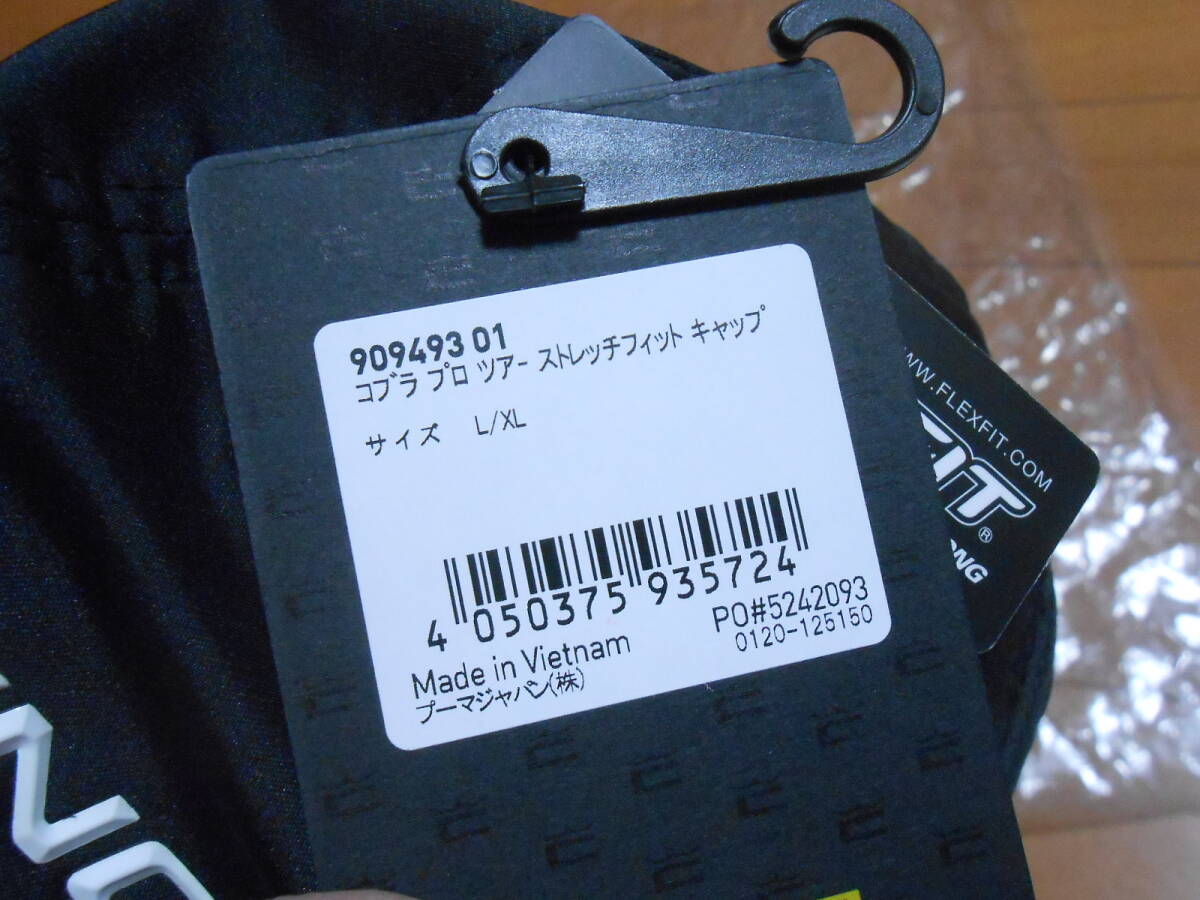 909493 01
コブラ プロ ツアー ストレッチフィット キャップ
サイズ L/XL
4 050375 935724
Made in Vietnam
PO#5242093
プーマジャパン(株)
0120-125150
WW.FLEXFIT.COM
FIT®